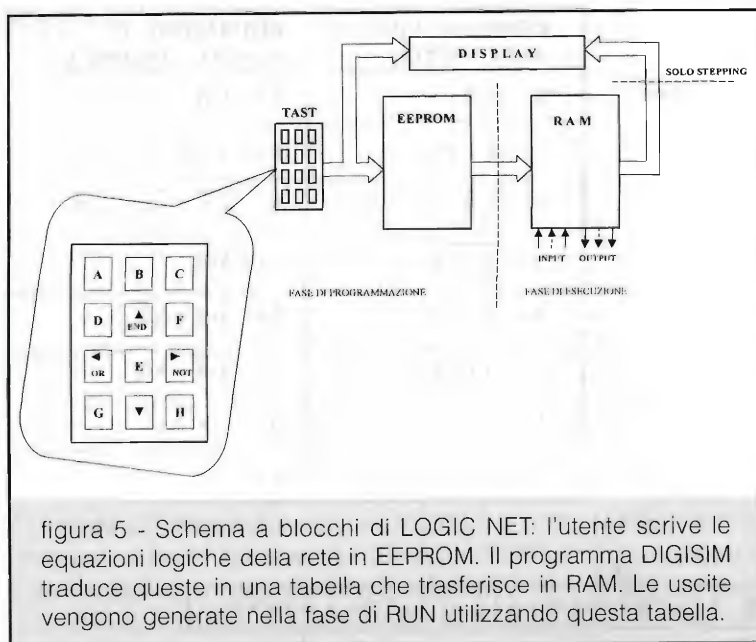 DISPLAY
SOLO STEPPING
TAST
EEPROM
RAM
INPUT OUTPUT
FASE DI PROGRAMMAZIONE FASE DI ESECUZIONE
A B C
D ▲ END F
◄ OR E ► NOT
G ▼ H
figura 5 - Schema a blocchi di LOGIC NET: l'utente scrive le
equazioni logiche della rete in EEPROM. Il programma DIGISIM
traduce queste in una tabella che trasferisce in RAM. Le uscite
vengono generate nella fase di RUN utilizzando questa tabella.